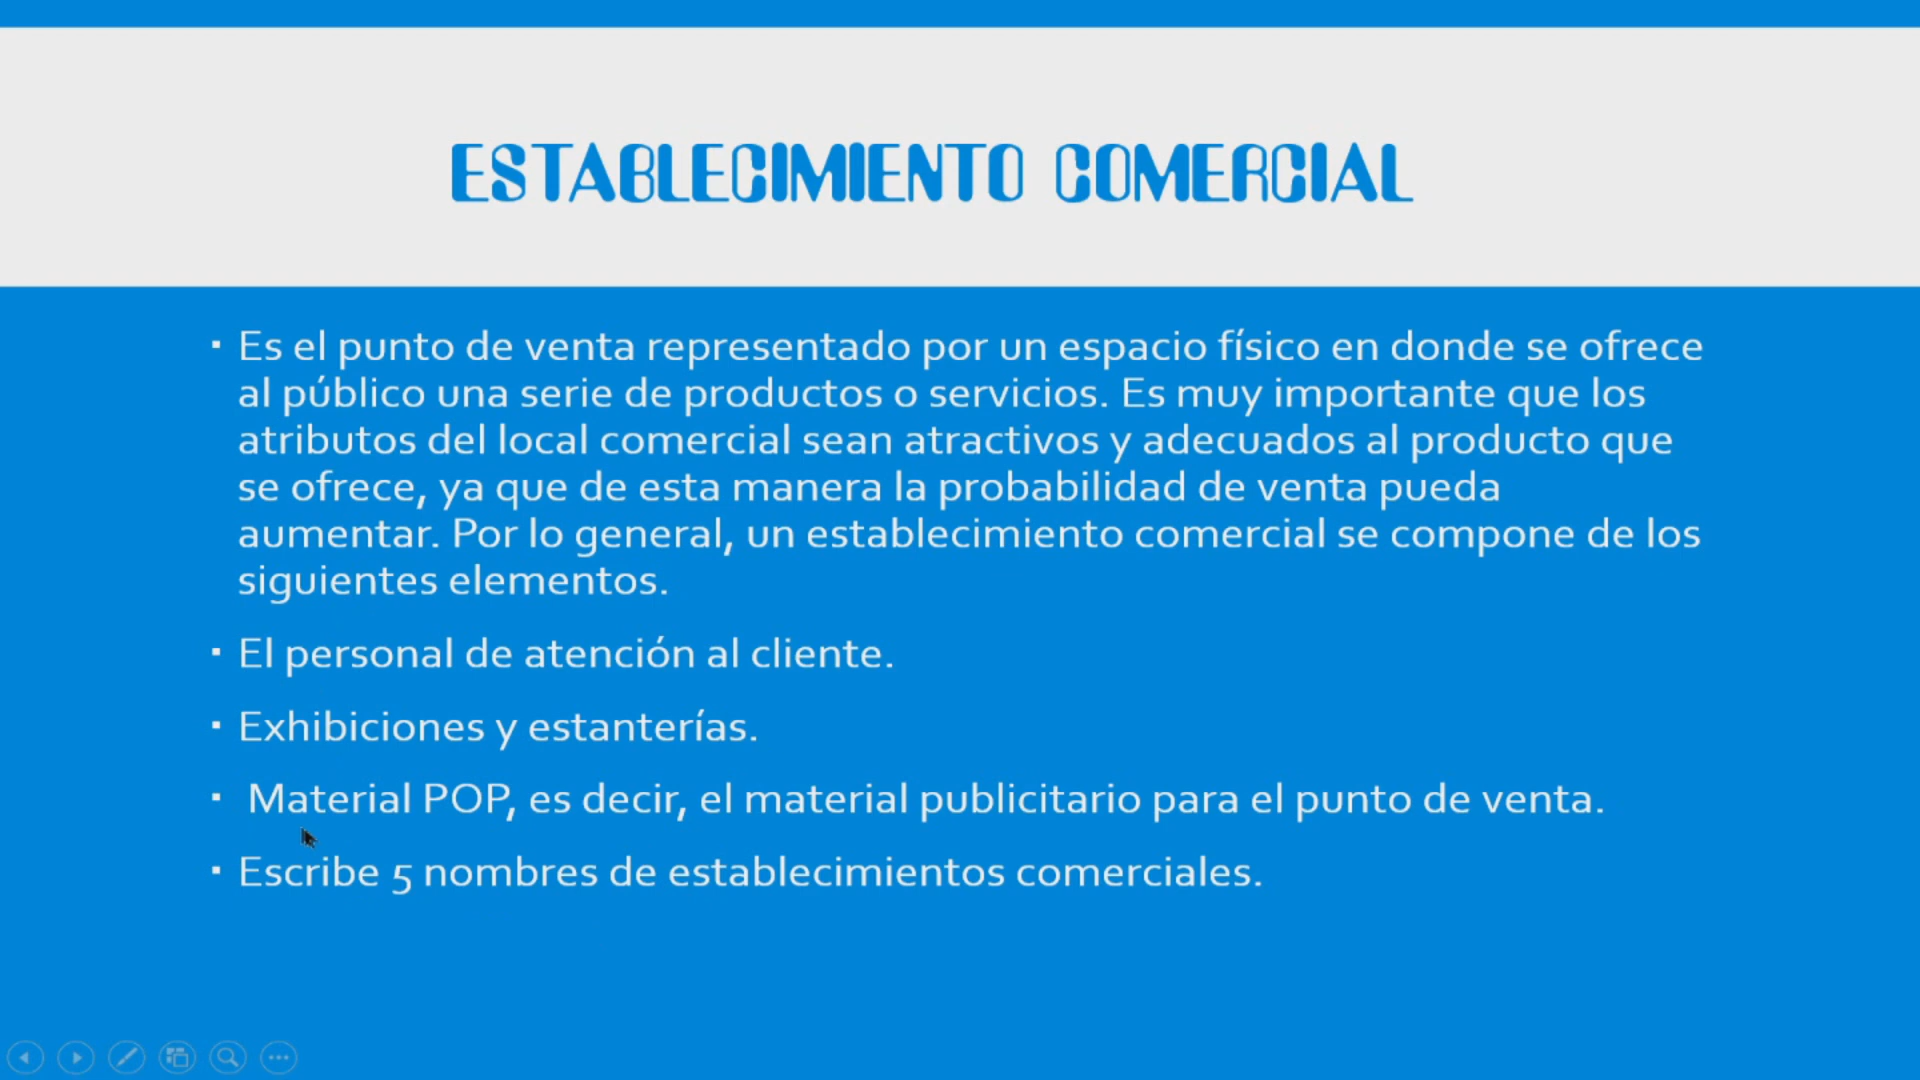 ESTABLECIMIENTO COMERCIAL
▪ Es el punto de venta representado por un espacio físico en donde se ofrece
al público una serie de productos o servicios. Es muy importante que los
atributos del local comercial sean atractivos y adecuados al producto que
se ofrece, ya que de esta manera la probabilidad de venta pueda
aumentar. Por lo general, un establecimiento comercial se compone de los
siguientes elementos.
▪ El personal de atención al cliente.
▪ Exhibiciones y estanterías.
▪ Material POP, es decir, el material publicitario para el punto de venta.
▪ Escribe 5 nombres de establecimientos comerciales.